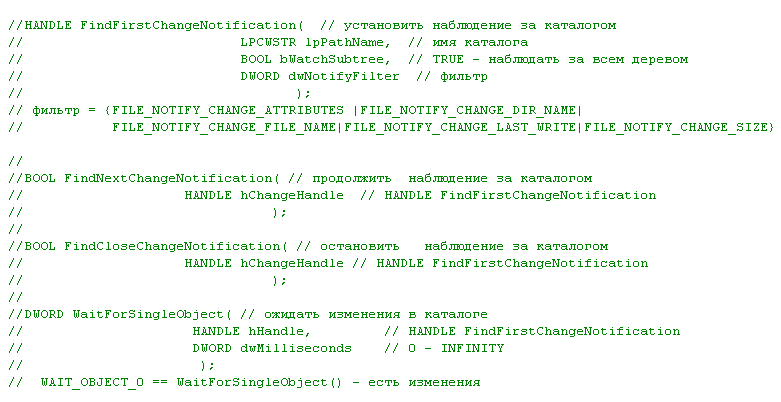 //HANDLE FindFirstChangeNotification(  // установить наблюдение за каталогом
//                           LPCWSTR lpPathName,  // имя каталога
//                           BOOL bWatchSubtree,  // TRUE - наблюдать за всем деревом
//                           DWORD dwNotifyFilter  // фильтр
//                                  );
// фильтр = {FILE_NOTIFY_CHANGE_ATTRIBUTES |FILE_NOTIFY_CHANGE_DIR_NAME|
//           FILE_NOTIFY_CHANGE_FILE_NAME|FILE_NOTIFY_CHANGE_LAST_WRITE|FILE_NOTIFY_CHANGE_SIZE}
//
//BOOL FindNextChangeNotification( // продолжить  наблюдение за каталогом
//                    HANDLE hChangeHandle  // HANDLE FindFirstChangeNotification
//                               );
//
//BOOL FindCloseChangeNotification( // остановить   наблюдение за каталогом
//                    HANDLE hChangeHandle // HANDLE FindFirstChangeNotification
//                               );
//
//DWORD WaitForSingleObject( // ожидать изменения в каталоге
//                     HANDLE hHandle,         // HANDLE FindFirstChangeNotification
//                     DWORD dwMilliseconds    // 0 - INFINITY
//                      );
//  WAIT_OBJECT_0 == WaitForSingleObject() - есть изменения